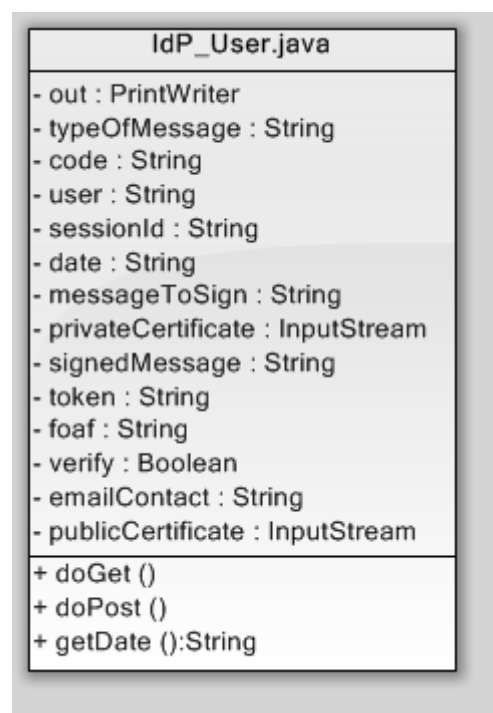 IdP_User.java
- out : PrintWriter
- typeOfMessage : String
- code : String
- user : String
- sessionId : String
- date : String
- messageToSign : String
- privateCertificate : InputStream
- signedMessage : String
- token : String
- foaf : String
- verify : Boolean
- emailContact : String
- publicCertificate : InputStream
+ doGet ()
+ doPost ()
+ getDate ():String